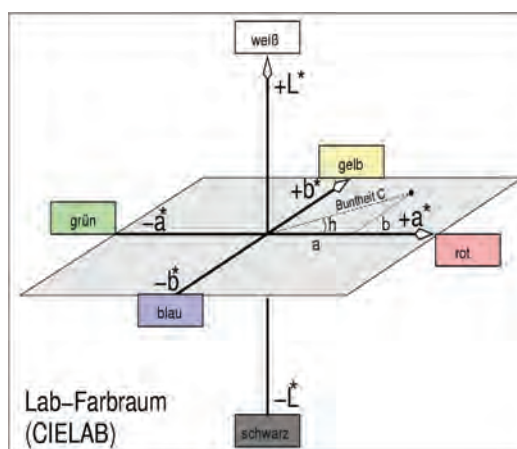 weiß
+L*
gelb
+b*
Buntheit C
grün
−a*
h
b
+a*
a
rot
−b*
blau
−L*
Lab−Farbraum
(CIELAB)
schwarz